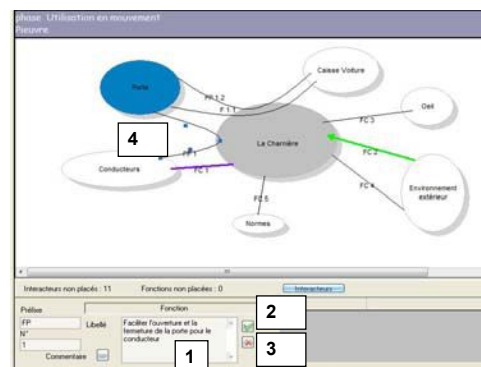 phase Utilisation en mouvement
Pieuvre
Caisse Voiture
Porte
FP 1.2
F 1.1
Oeil
FC 3
4
La Charnière
FP 1
FC 2
Conducteurs
FC 1
FC 4
Environnement
extérieur
FC 5
Normes
Interacteurs non placés : 11
Fonctions non placées : 0
Interacteurs
Préfixe
Fonction
FP
Libellé
Faciliter l'ouverture et la
fermeture de la porte pour le
conducteur
2
N°
1
3
Commentaire
1